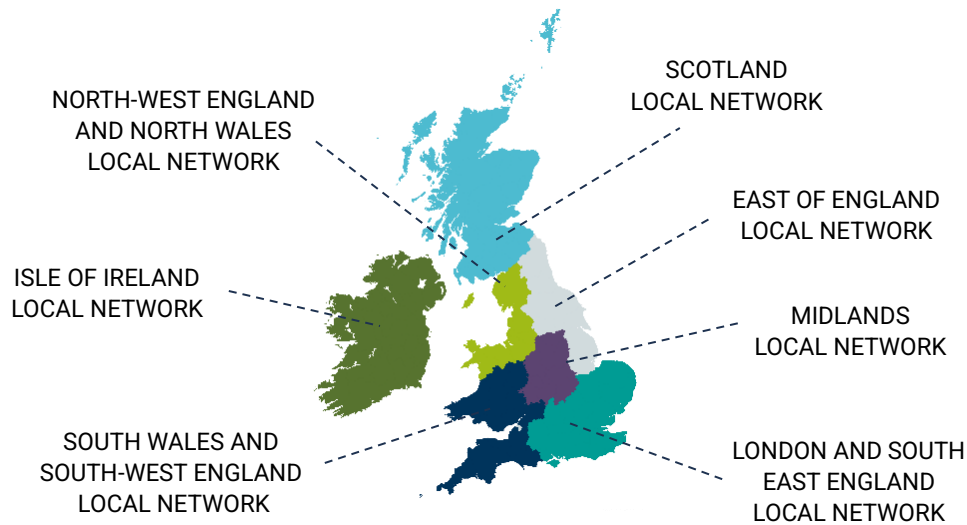 SCOTLAND
LOCAL NETWORK
NORTH-WEST ENGLAND
AND NORTH WALES
LOCAL NETWORK
EAST OF ENGLAND
LOCAL NETWORK
ISLE OF IRELAND
LOCAL NETWORK
MIDLANDS
LOCAL NETWORK
SOUTH WALES AND
SOUTH-WEST ENGLAND
LOCAL NETWORK
LONDON AND SOUTH
EAST ENGLAND
LOCAL NETWORK